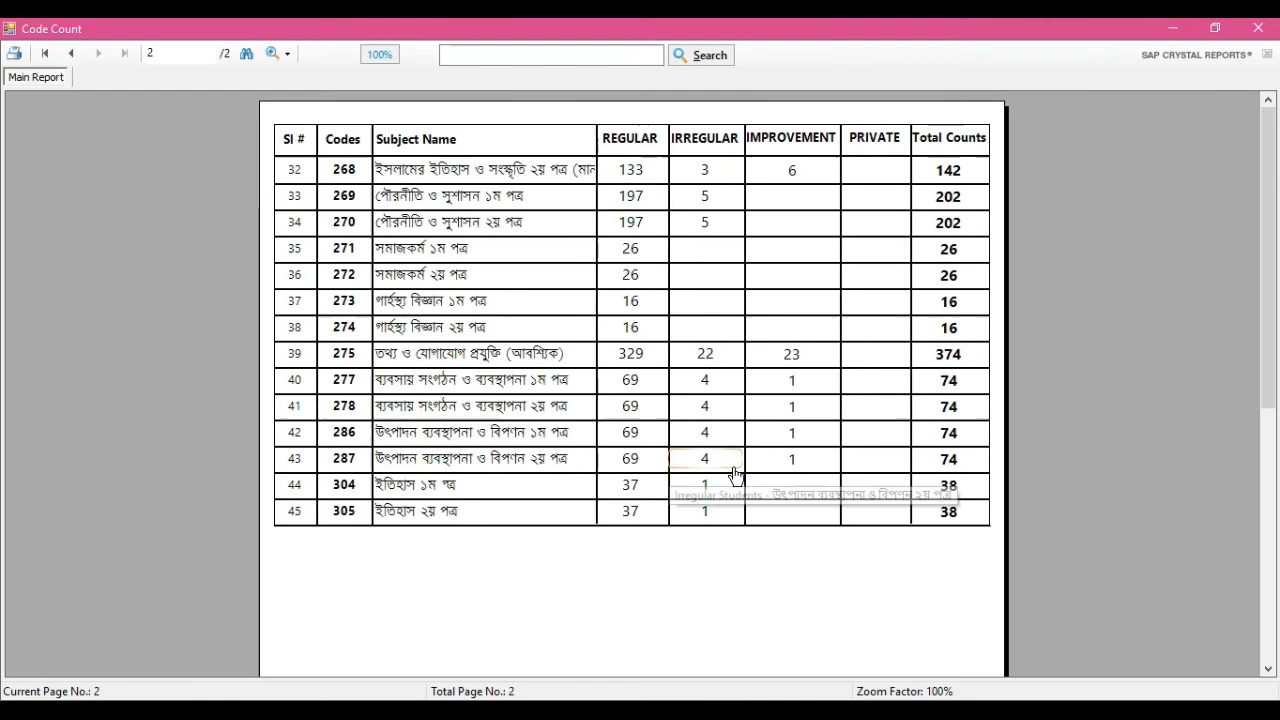 Code Count
2 /2 100% Search SAP CRYSTAL REPORTS®
Main Report
Sl # Codes Subject Name REGULAR IRREGULAR IMPROVEMENT PRIVATE Total Counts
32 268 ইসলামের ইতিহাস ও সংস্কৃতি ২য় পত্র (মান 133 3 6 142
33 269 পৌরনীতি ও সুশাসন ১ম পত্র 197 5 202
34 270 পৌরনীতি ও সুশাসন ২য় পত্র 197 5 202
35 271 সমাজকর্ম ১ম পত্র 26 26
36 272 সমাজকর্ম ২য় পত্র 26 26
37 273 গার্হস্থ্য বিজ্ঞান ১ম পত্র 16 16
38 274 গার্হস্থ্য বিজ্ঞান ২য় পত্র 16 16
39 275 তথ্য ও যোগাযোগ প্রযুক্তি (আবশ্যিক) 329 22 23 374
40 277 ব্যবসায় সংগঠন ও ব্যবস্থাপনা ১ম পত্র 69 4 1 74
41 278 ব্যবসায় সংগঠন ও ব্যবস্থাপনা ২য় পত্র 69 4 1 74
42 286 উৎপাদন ব্যবস্থাপনা ও বিপণন ১ম পত্র 69 4 1 74
43 287 উৎপাদন ব্যবস্থাপনা ও বিপণন ২য় পত্র 69 4 1 74
44 304 ইতিহাস ১ম 37 1 38
Irregular Students - উৎপাদন ব্যবস্থাপনা ও বিপণন ২য় পত্র
45 305 ইতিহাস ২য় পত্র 37 1 38
Current Page No.: 2 Total Page No.: 2 Zoom Factor: 100%